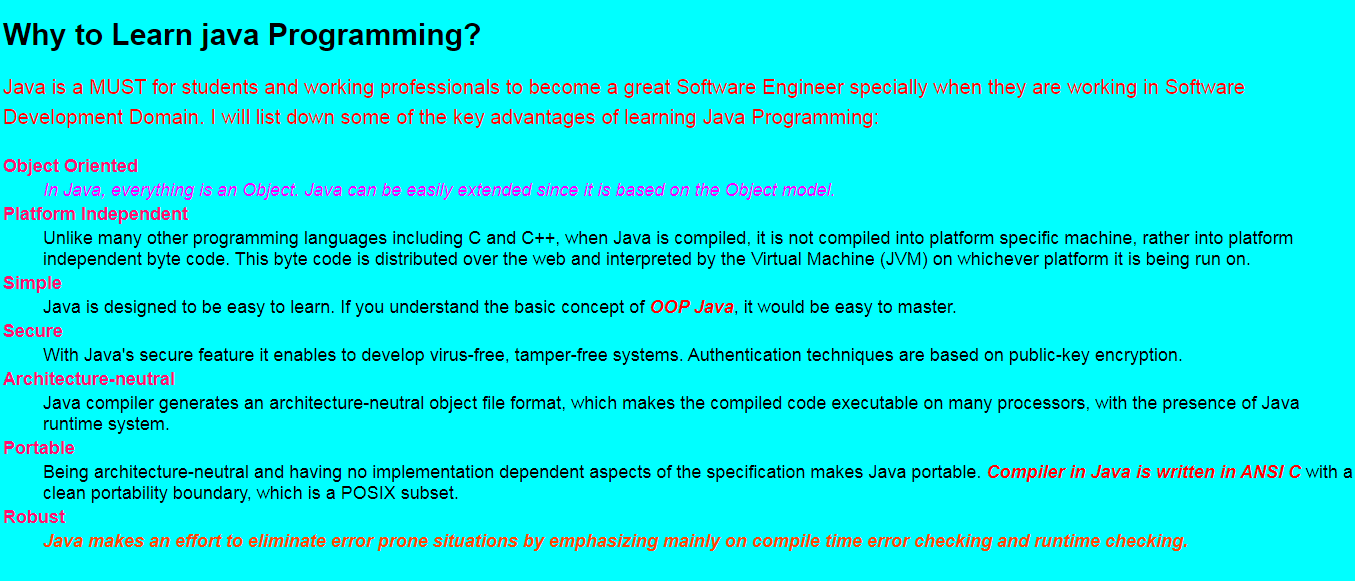 Why to Learn java Programming?
Java is a MUST for students and working professionals to become a great Software Engineer specially when they are working in Software
Development Domain. I will list down some of the key advantages of learning Java Programming:
Object Oriented
In Java, everything is an Object. Java can be easily extended since it is based on the Object model.
Platform Independent
Unlike many other programming languages including C and C++, when Java is compiled, it is not compiled into platform specific machine, rather into platform
independent byte code. This byte code is distributed over the web and interpreted by the Virtual Machine (JVM) on whichever platform it is being run on.
Simple
Java is designed to be easy to learn. If you understand the basic concept of OOP Java, it would be easy to master.
Secure
With Java's secure feature it enables to develop virus-free, tamper-free systems. Authentication techniques are based on public-key encryption.
Architecture-neutral
Java compiler generates an architecture-neutral object file format, which makes the compiled code executable on many processors, with the presence of Java
runtime system.
Portable
Being architecture-neutral and having no implementation dependent aspects of the specification makes Java portable. Compiler in Java is written in ANSI C with a
clean portability boundary, which is a POSIX subset.
Robust
Java makes an effort to eliminate error prone situations by emphasizing mainly on compile time error checking and runtime checking.